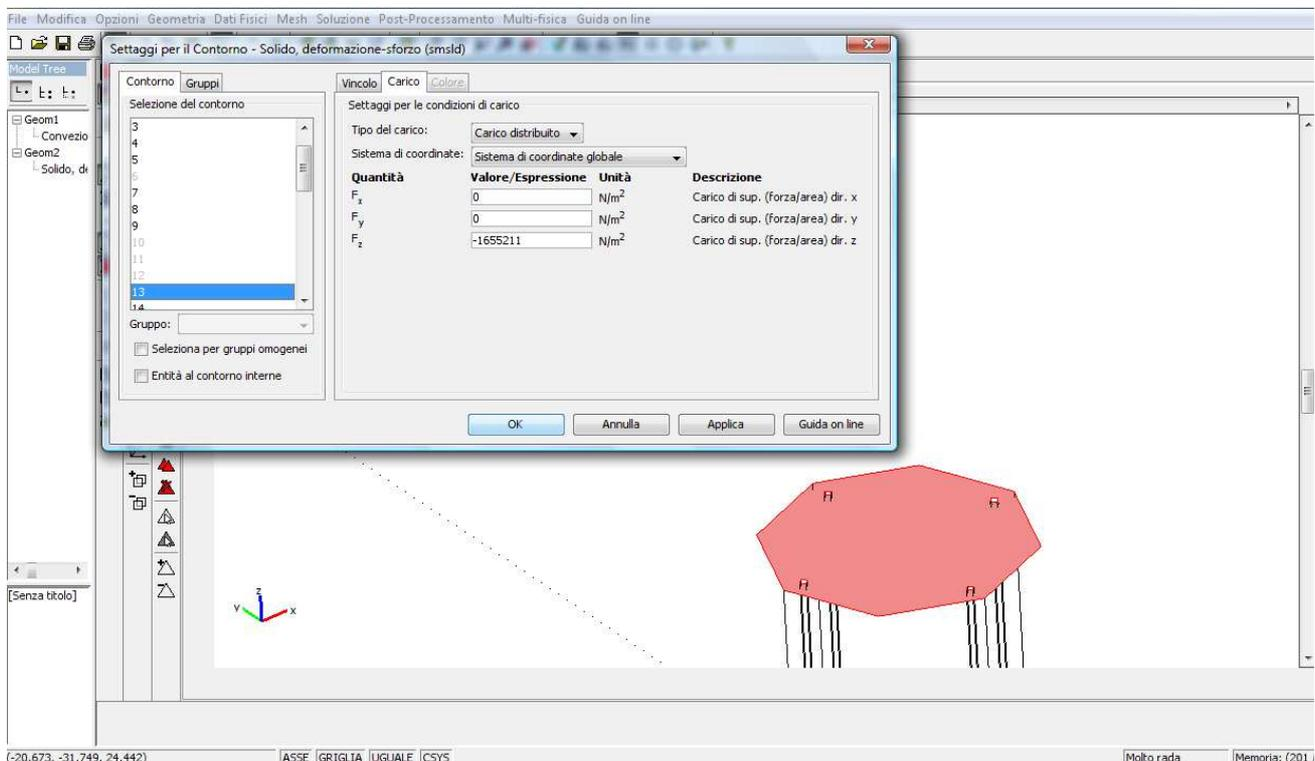 File Modifica Opzioni Geometria Dati Fisici Mesh Soluzione Post-Processamento Multi-fisica Guida on line
Settaggi per il Contorno - Solido, deformazione-sforzo (smsld)
Model Tree
Geom1
Convezio
Geom2
Solido, de
Contorno Gruppi
Selezione del contorno
3
4
5
6
7
8
9
10
11
12
13
14
Gruppo:
Seleziona per gruppi omogenei
Entità al contorno interne
Vincolo Carico Colore
Settaggi per le condizioni di carico
Tipo del carico: Carico distribuito
Sistema di coordinate: Sistema di coordinate globale
Quantità Valore/Espressione Unità Descrizione
Fx 0 N/m2 Carico di sup. (forza/area) dir. x
Fy 0 N/m2 Carico di sup. (forza/area) dir. y
Fz -1655211 N/m2 Carico di sup. (forza/area) dir. z
OK Annulla Applica Guida on line
[Senza titolo]
z
y x
(-20.673, -31.749, 24.442) ASSE GRIGLIA UGUALE CSYS Molto rada Memoria: (201